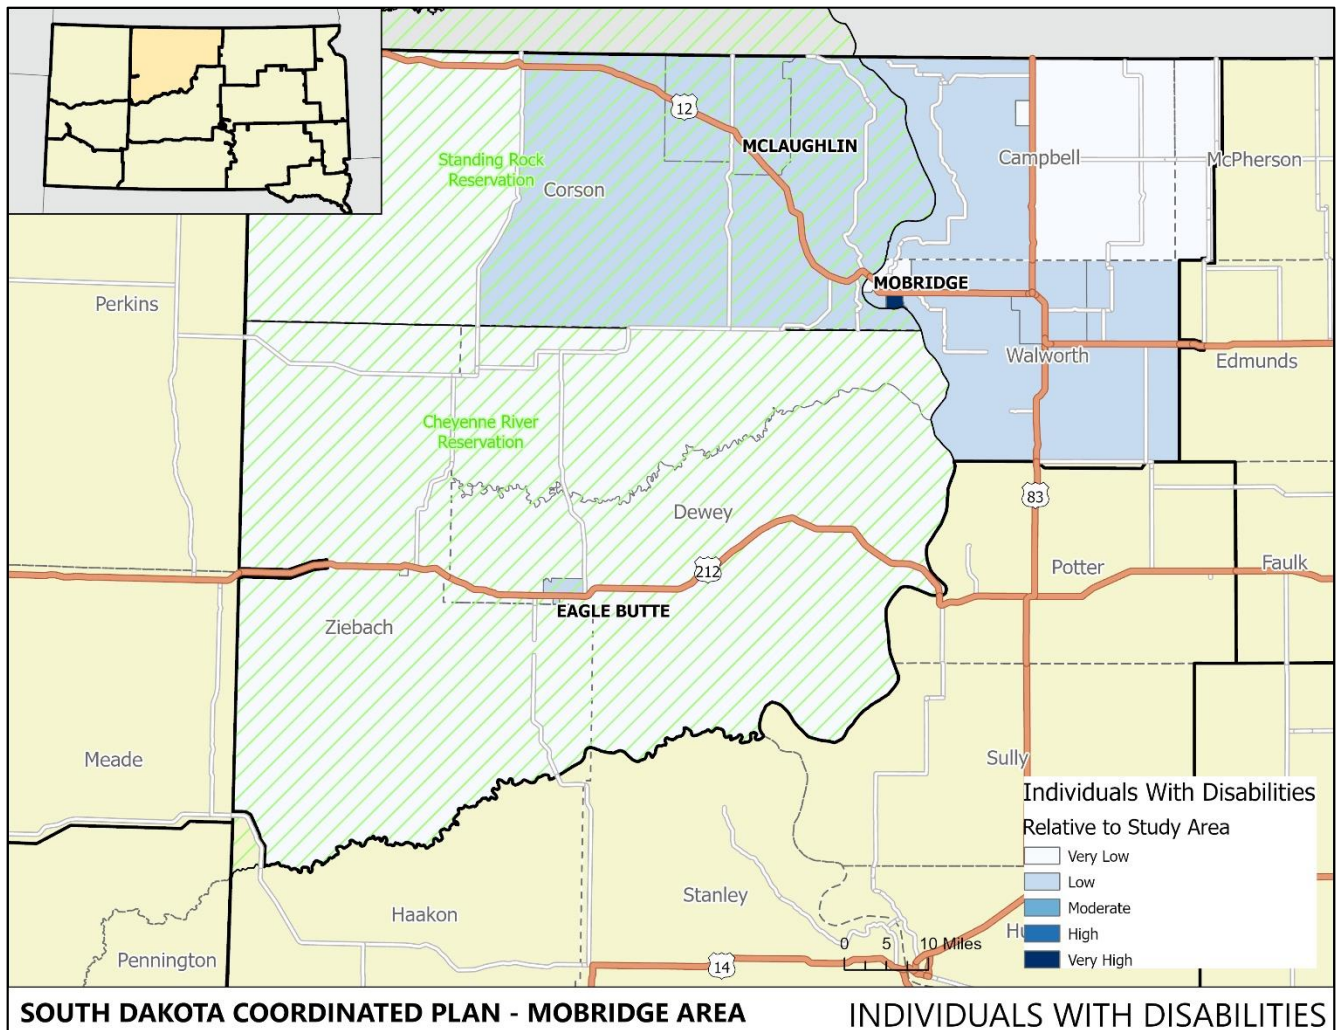 12
MCLAUGHLIN
Campbell
McPherson
Standing Rock
Reservation
Corson
MOBRIDGE
Perkins
Walworth
Edmunds
Cheyenne River
Reservation
83
Dewey
212
Potter
Faulk
EAGLE BUTTE
Ziebach
Meade
Sully
Individuals With Disabilities
Relative to Study Area
Very Low
Low
Moderate
High
Very High
Stanley
Haakon
0 5 10 Miles
Pennington
14
SOUTH DAKOTA COORDINATED PLAN - MOBRIDGE AREA
INDIVIDUALS WITH DISABILITIES